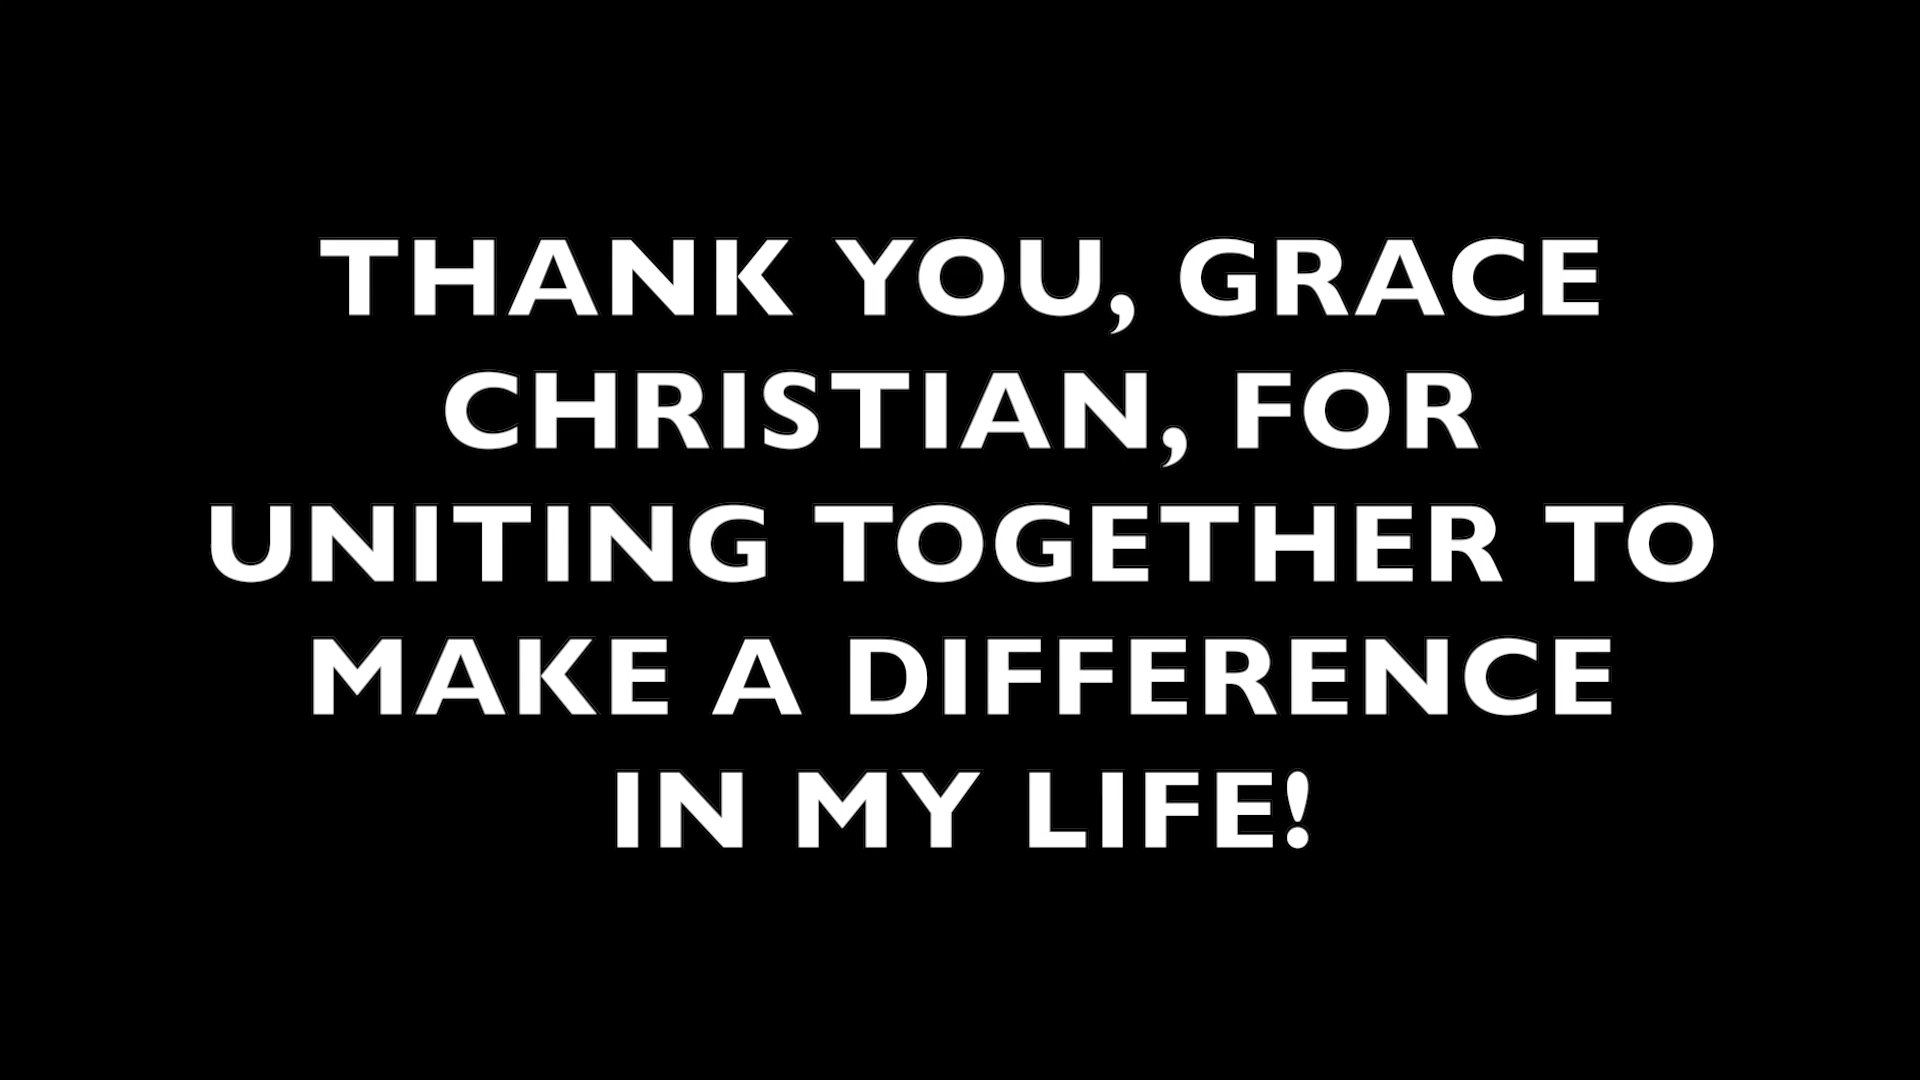 THANK YOU, GRACE
CHRISTIAN, FOR
UNITING TOGETHER TO
MAKE A DIFFERENCE
IN MY LIFE!